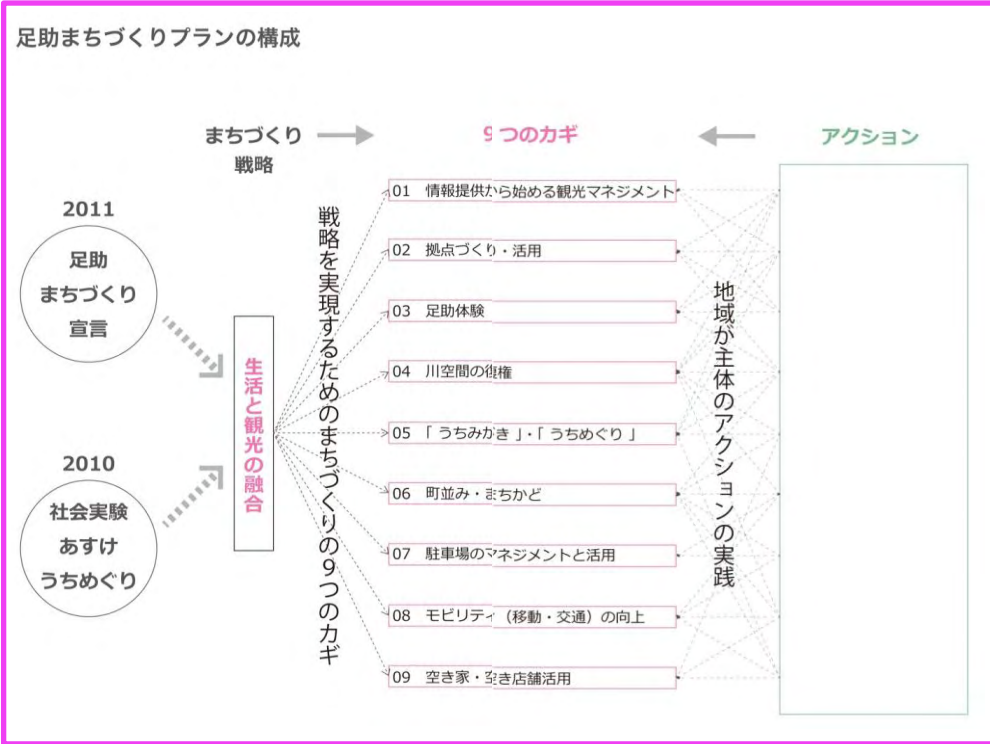 足助まちづくりプランの構成
まちづくり
戦略
9つのカギ
アクション
2011
足助
まちづくり
宣言
2010
社会実験
あすけ
うちめぐり
生活と観光の融合
戦略を実現するためのまちづくりの9つのカギ
01 情報提供から始める観光マネジメント
02 拠点づくり・活用
03 足助体験
04 川空間の復権
05 「うちみがき」・「うちめぐり」
06 町並み・まちかど
07 駐車場のマネジメントと活用
08 モビリティ（移動・交通）の向上
09 空き家・空き店舗活用
地域が主体のアクションの実践